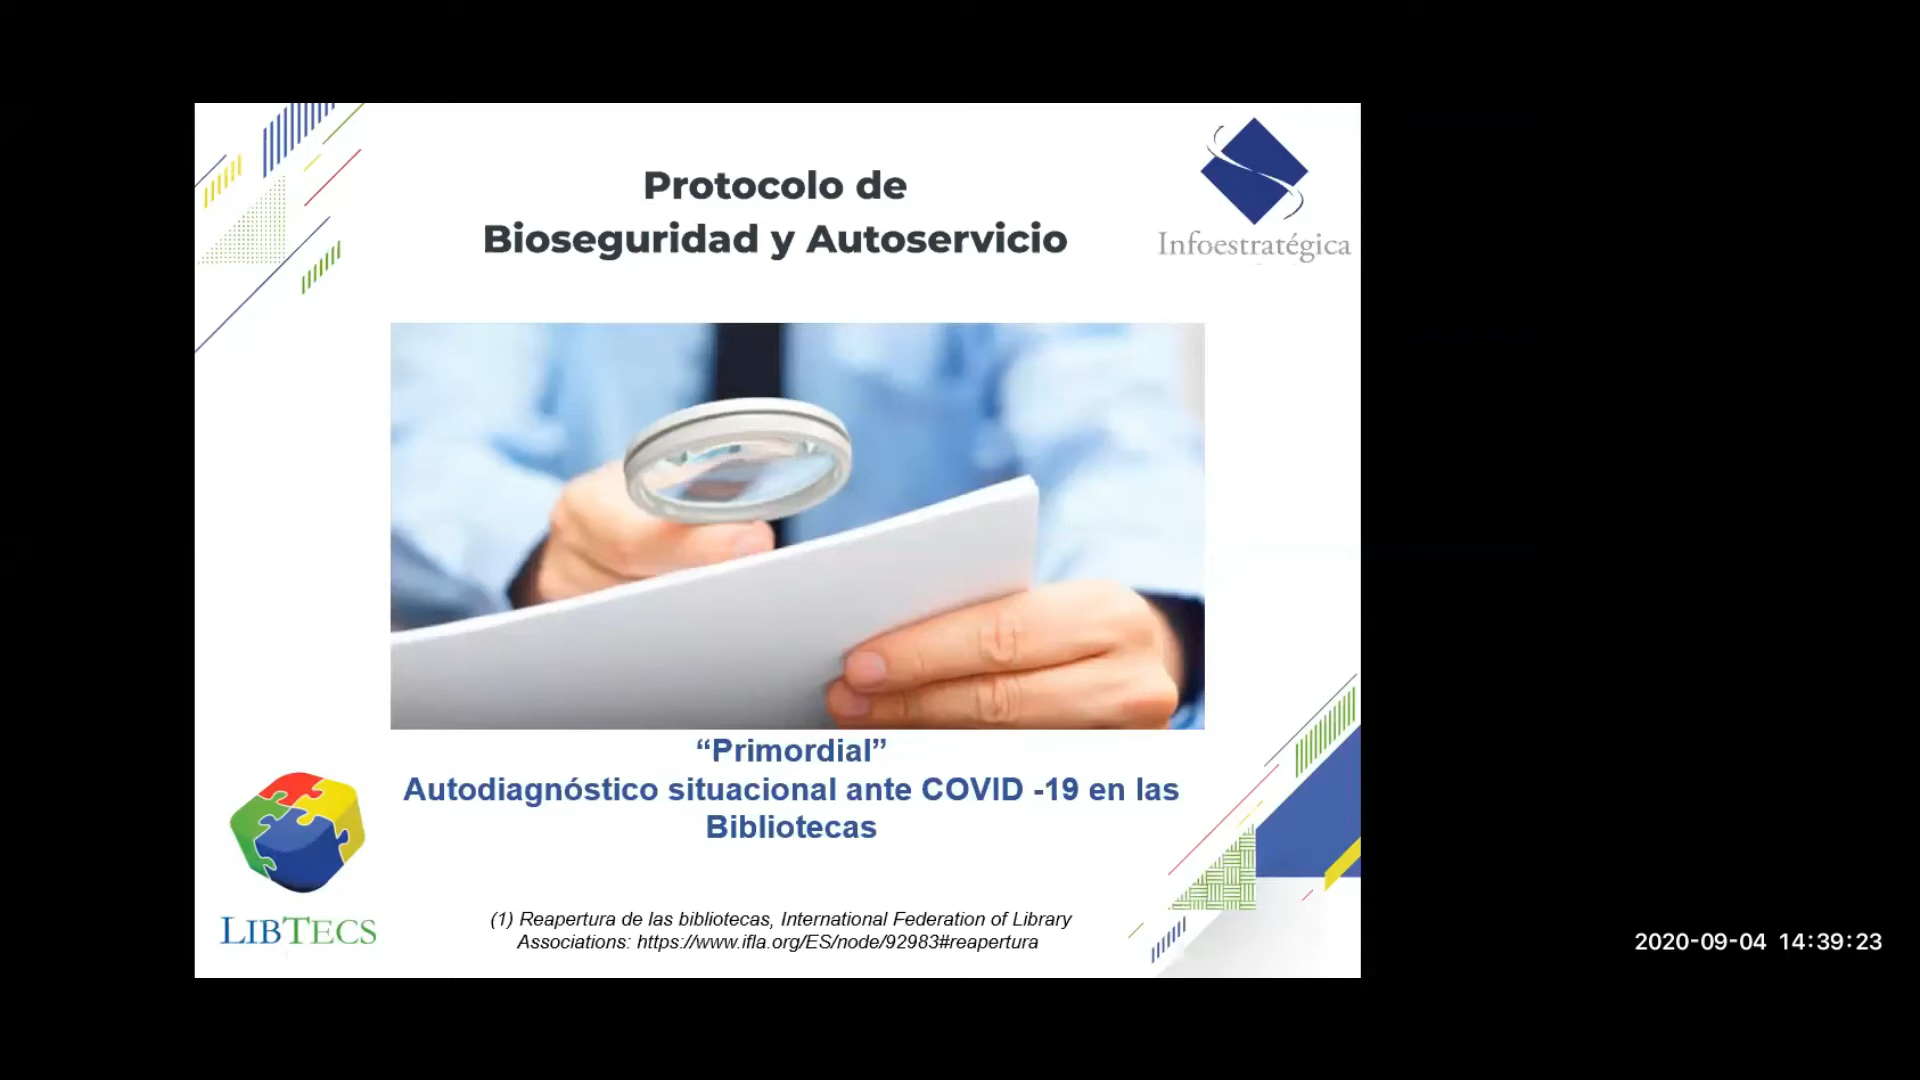 Protocolo de
Bioseguridad y Autoservicio
Infoestratégica
“Primordial”
Autodiagnóstico situacional ante COVID -19 en las
Bibliotecas
LIBTECS
(1) Reapertura de las bibliotecas, International Federation of Library
Associations: https://www.ifla.org/ES/node/92983#reapertura
2020-09-04 14:39:23